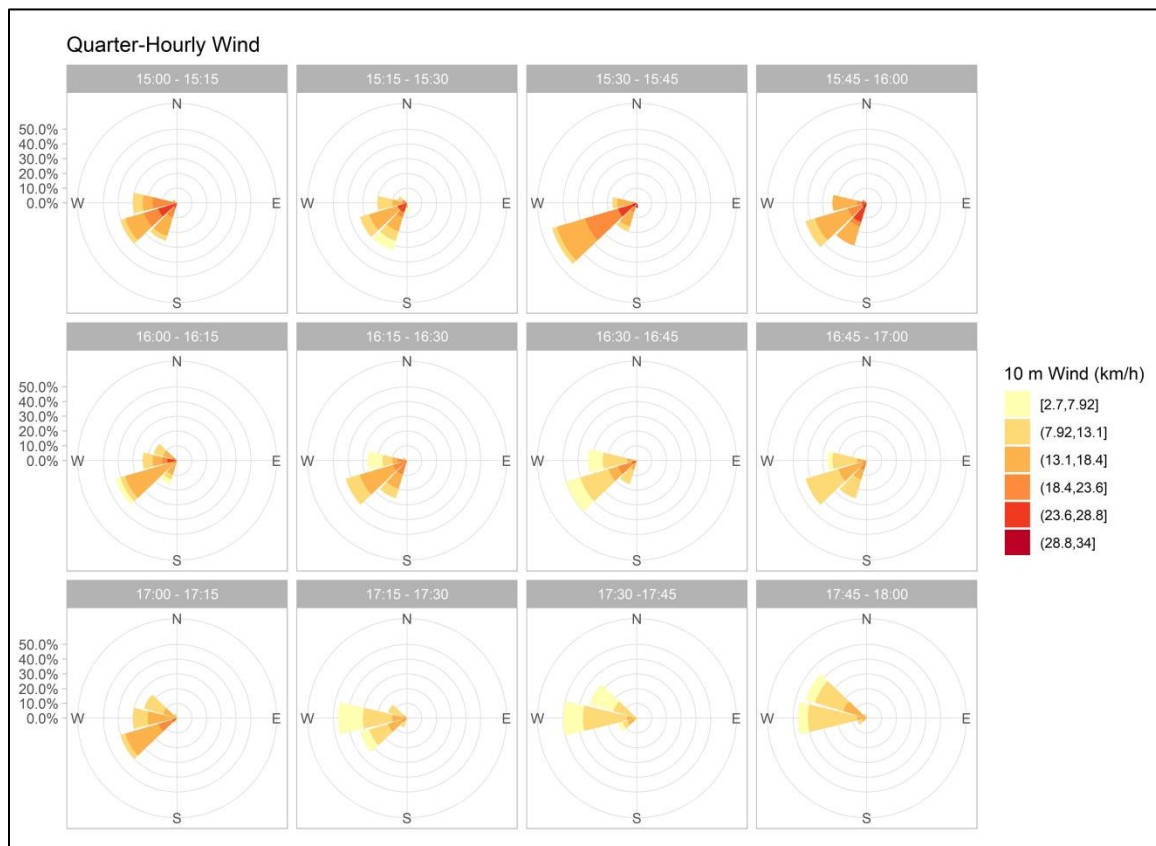 Quarter-Hourly Wind
15:00 - 15:15
15:15 - 15:30
15:30 - 15:45
15:45 - 16:00
50.0%
40.0%
30.0%
20.0%
10.0%
0.0%
N
W
E
S
N
W
E
S
N
W
E
S
N
W
E
S
16:00 - 16:15
16:15 - 16:30
16:30 - 16:45
16:45 - 17:00
50.0%
40.0%
30.0%
20.0%
10.0%
0.0%
N
W
E
S
N
W
E
S
N
W
E
S
N
W
E
S
17:00 - 17:15
17:15 - 17:30
17:30 -17:45
17:45 - 18:00
50.0%
40.0%
30.0%
20.0%
10.0%
0.0%
N
W
E
S
N
W
E
S
N
W
E
S
N
W
E
S
10 m Wind (km/h)
[2.7,7.92]
(7.92,13.1]
(13.1,18.4]
(18.4,23.6]
(23.6,28.8]
(28.8,34]